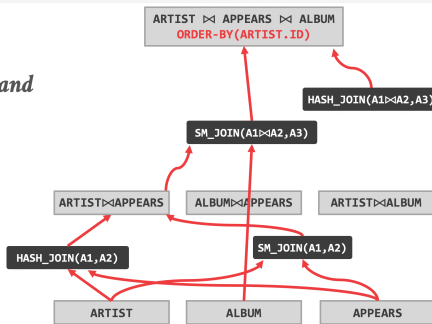 ARTIST ⋈ APPEARS ⋈ ALBUM
ORDER-BY(ARTIST.ID)
and
HASH_JOIN(A1⋈A2,A3)
SM_JOIN(A1⋈A2,A3)
ARTIST⋈APPEARS
ALBUM⋈APPEARS
ARTIST⋈ALBUM
HASH_JOIN(A1,A2)
SM_JOIN(A1,A2)
ARTIST
ALBUM
APPEARS